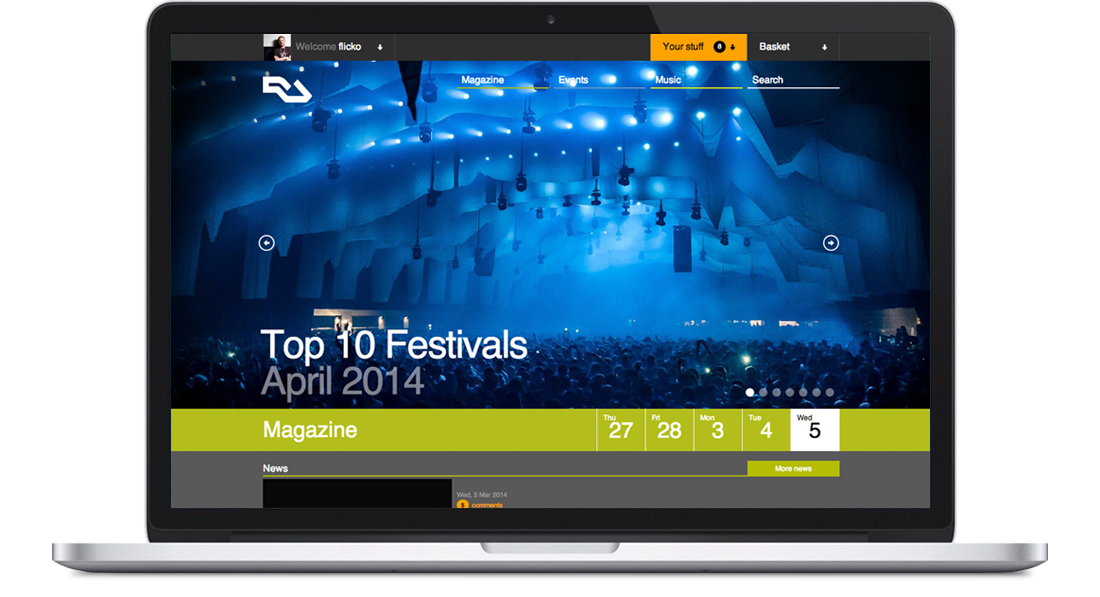 Welcome flicko
Your stuff 8
Basket
Magazine
Events
Music
Search
Top 10 Festivals
April 2014
Magazine
Thu
27
Fri
28
Mon
3
Tue
4
Wed
5
News
More news
Wed, 5 Mar 2014
comments